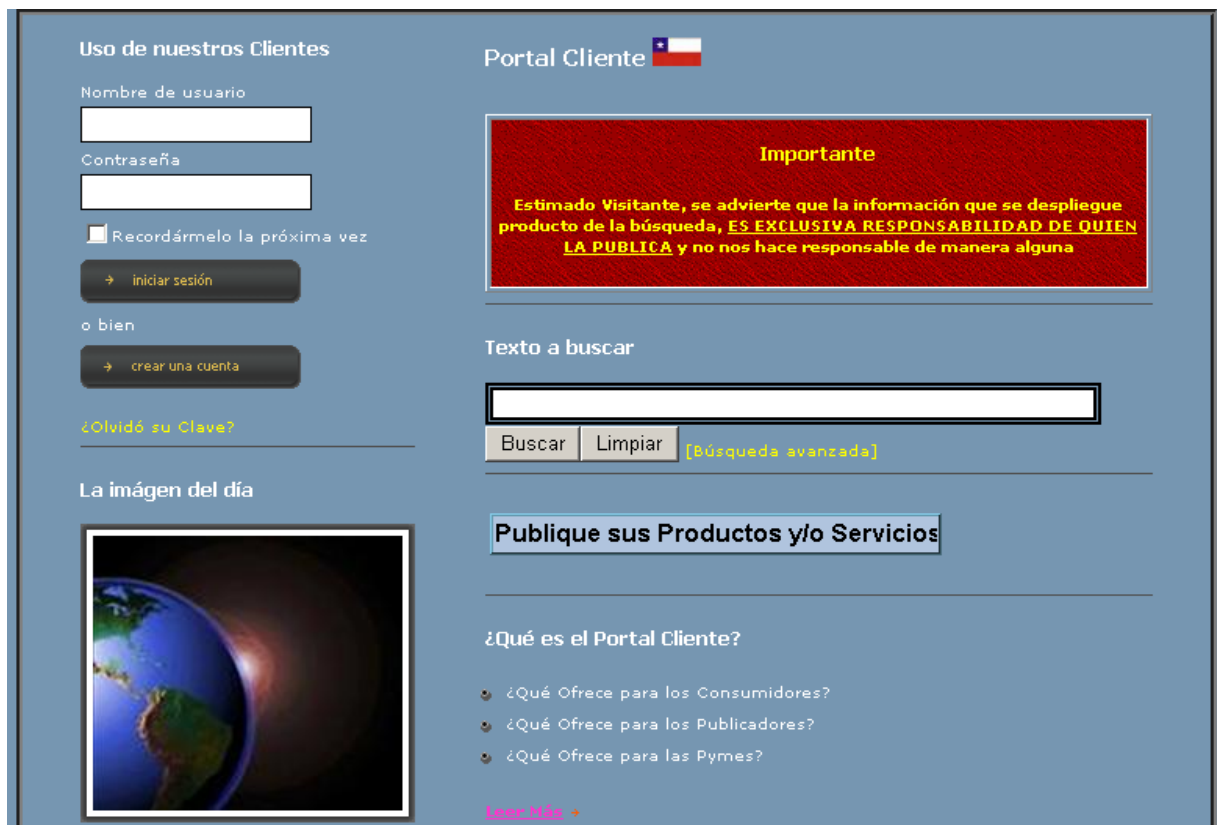 Uso de nuestros Clientes
Nombre de usuario
Contraseña
Recordármelo la próxima vez
iniciar sesión
o bien
crear una cuenta
¿Olvidó su Clave?
La imágen del día
Portal Cliente
Importante
Estimado Visitante, se advierte que la información que se despliegue
producto de la búsqueda, ES EXCLUSIVA RESPONSABILIDAD DE QUIEN
LA PUBLICA y no nos hace responsable de manera alguna
Texto a buscar
Buscar Limpiar [Búsqueda avanzada]
Publique sus Productos y/o Servicios
¿Qué es el Portal Cliente?
¿Qué Ofrece para los Consumidores?
¿Qué Ofrece para los Publicadores?
¿Qué Ofrece para las Pymes?
Leer Más